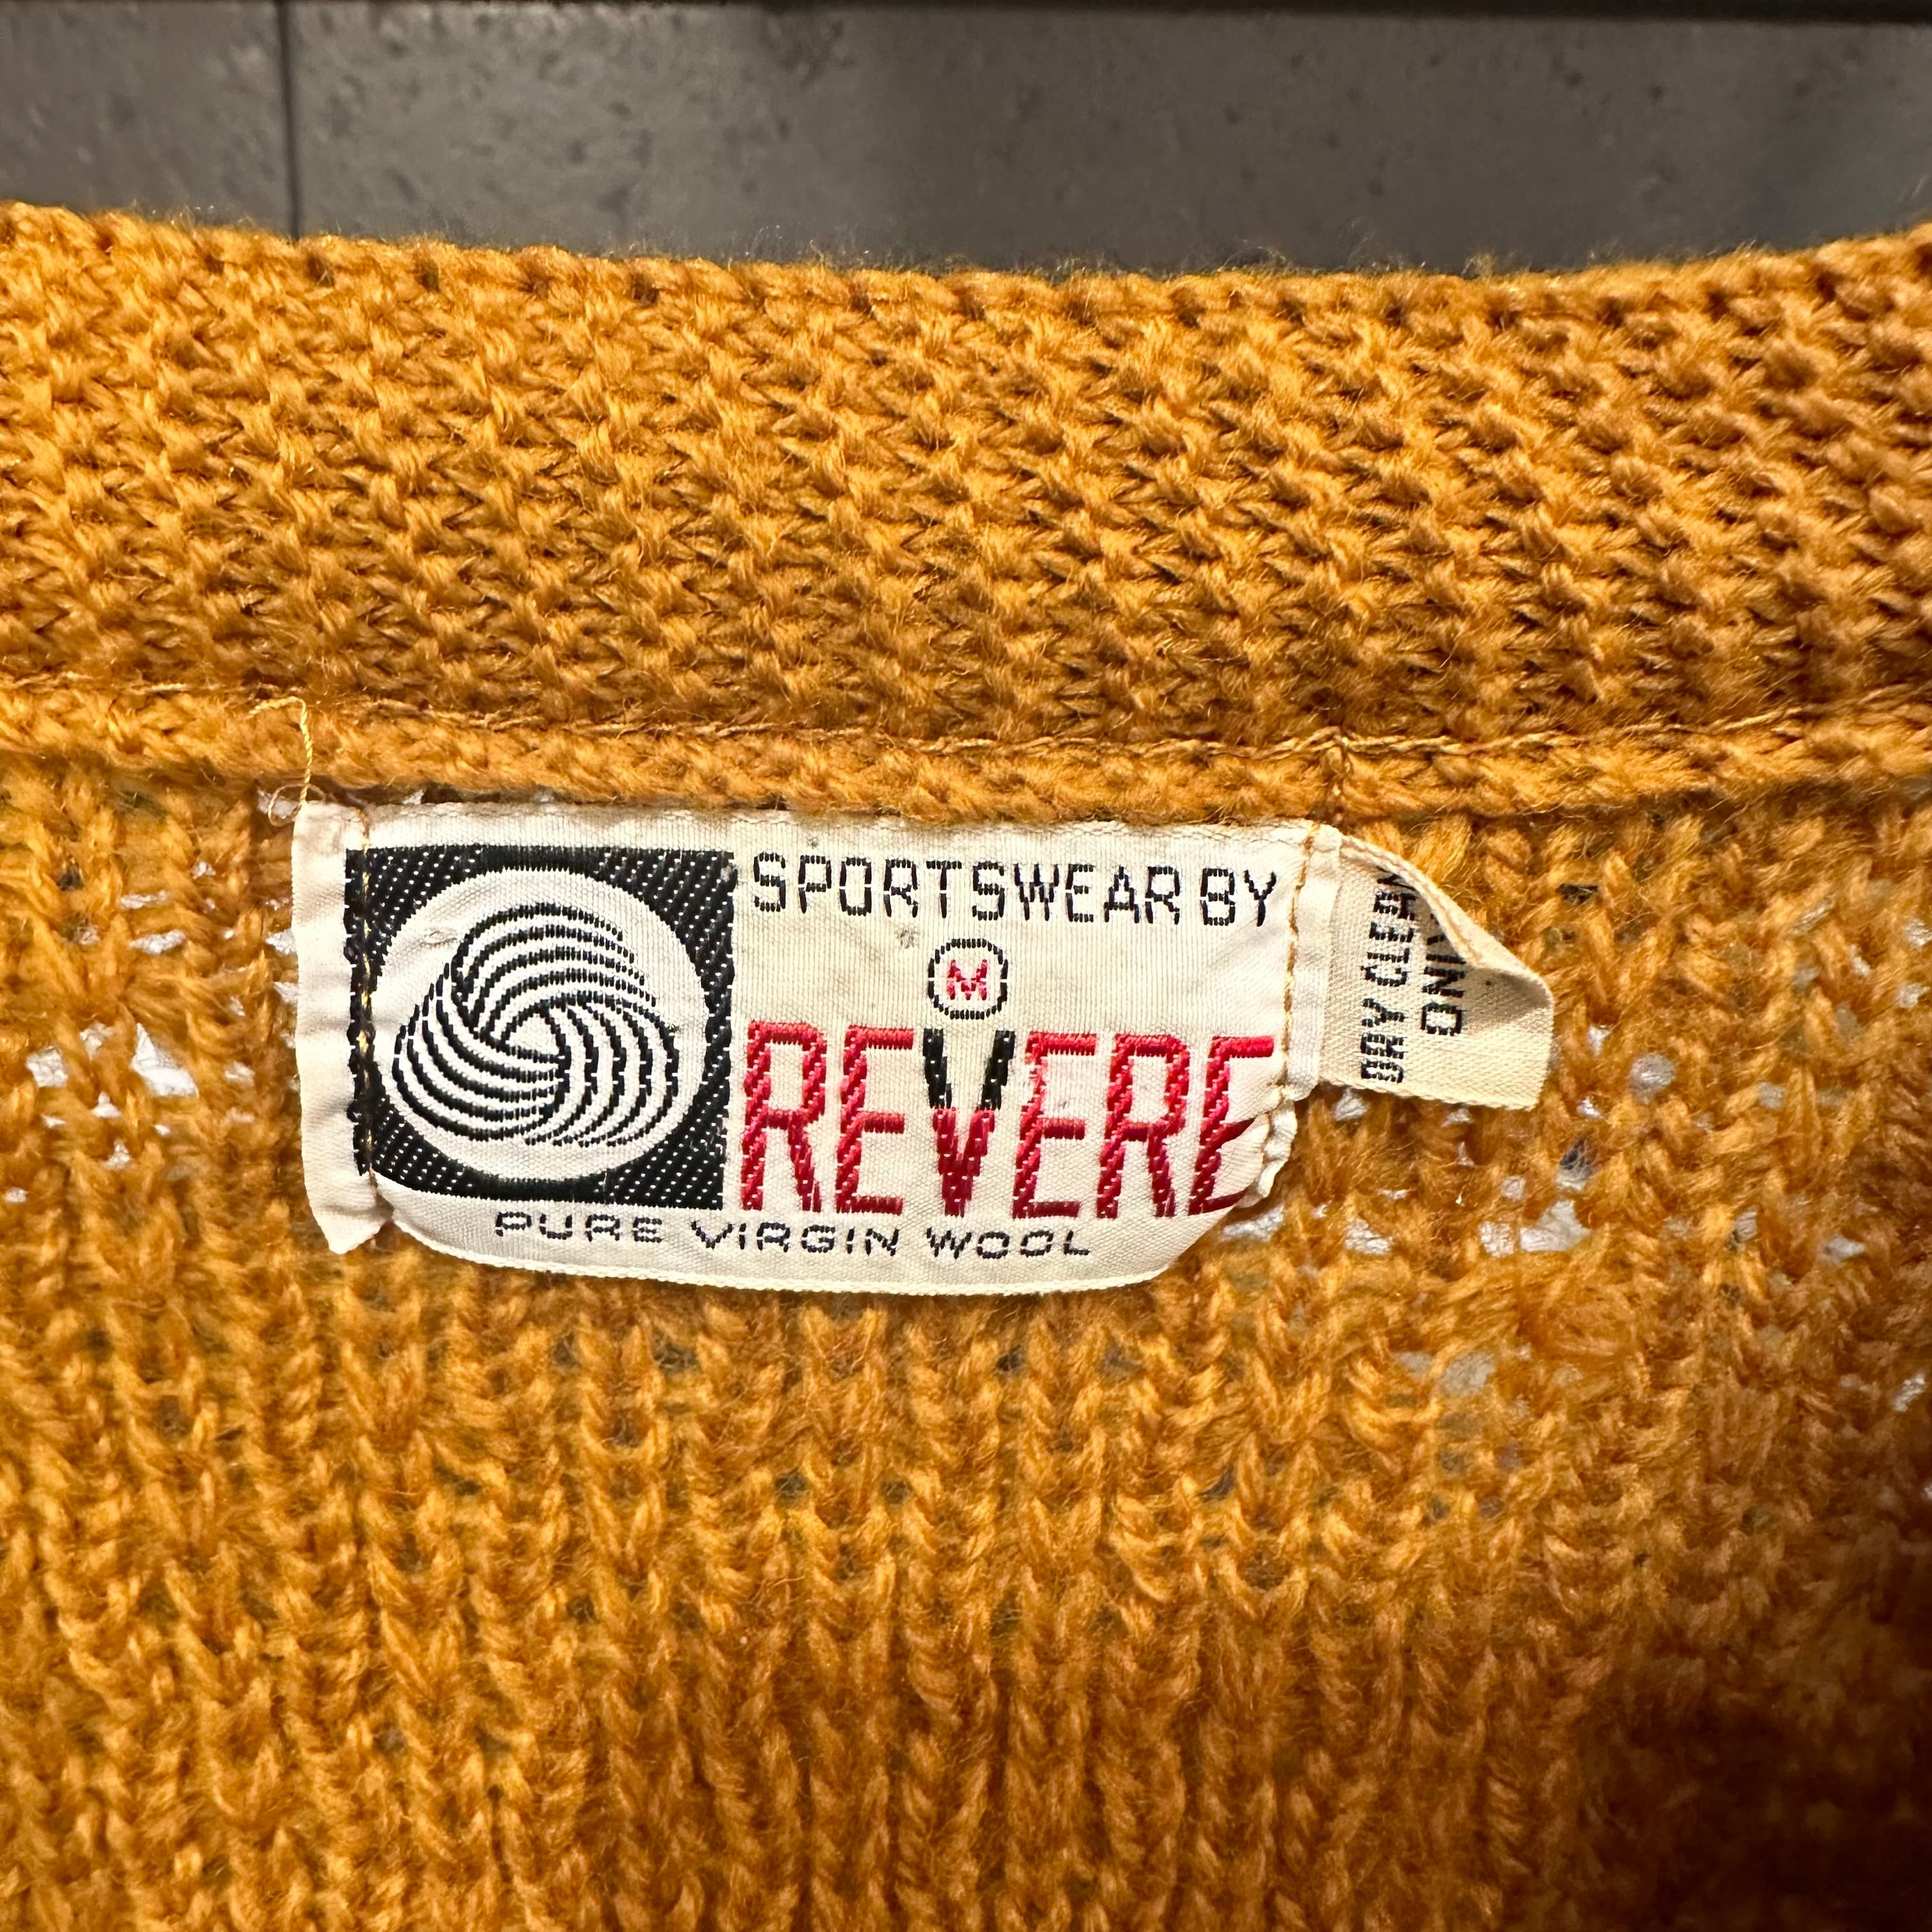 SPORTSWEAR BY
M
REVERE
PURE VIRGIN WOOL
DRY CLEAN
ONLY